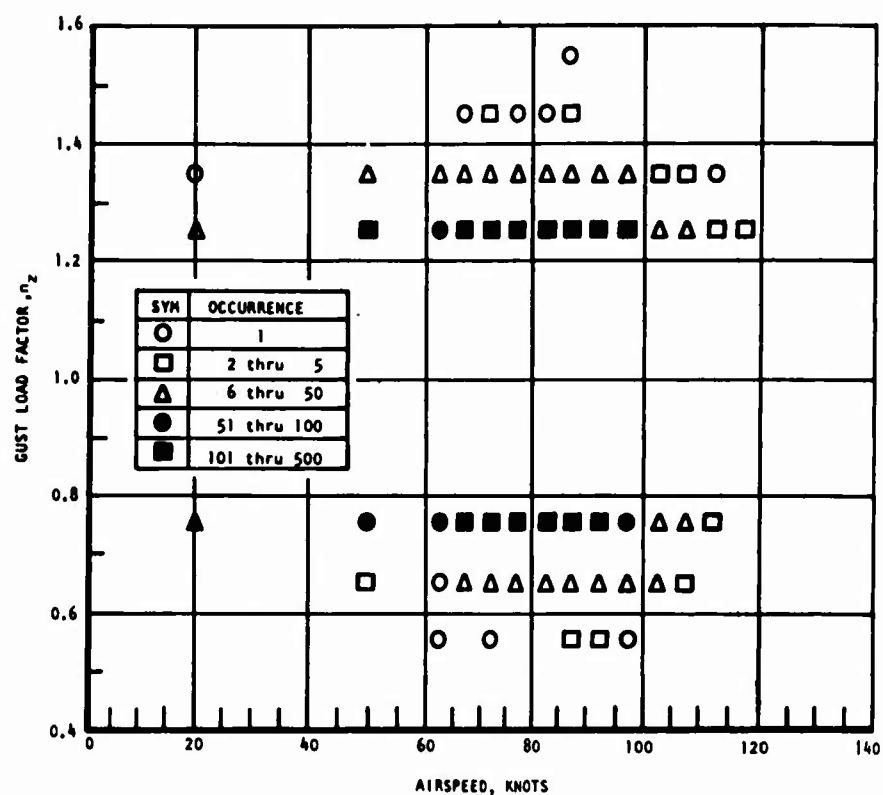 1.6
1.4
1.2
1.0
0.8
0.6
0.4
GUST LOAD FACTOR, nz
SYM OCCURRENCE
1
2 thru 5
6 thru 50
51 thru 100
101 thru 500
0 20 40 60 80 100 120 140
AIRSPEED, KNOTS